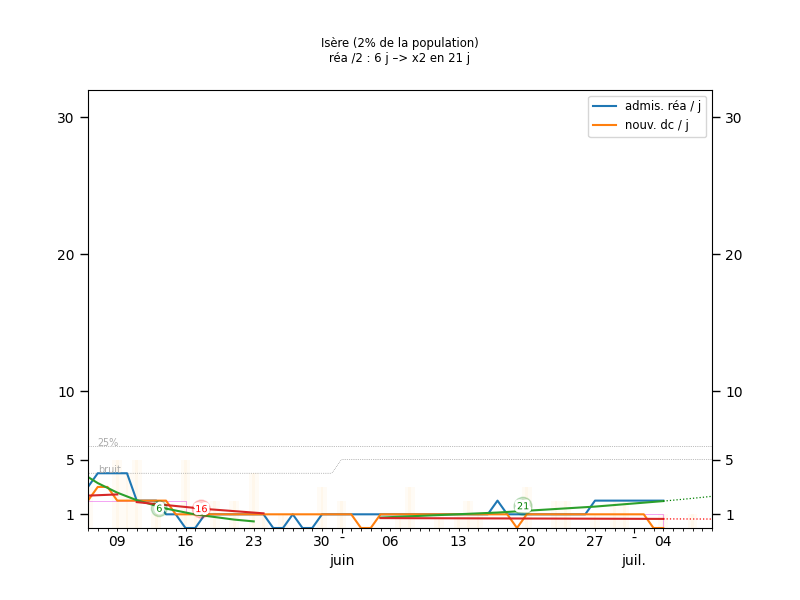 Isère (2% de la population)
réa /2 : 6 j –> x2 en 21 j
admis. réa / j
nouv. dc / j
30 30
20 20
10 10
5 5
1 1
25%
bruit
6 16 21
09 16 23 30 - 06 13 20 27 - 04
juin juil.